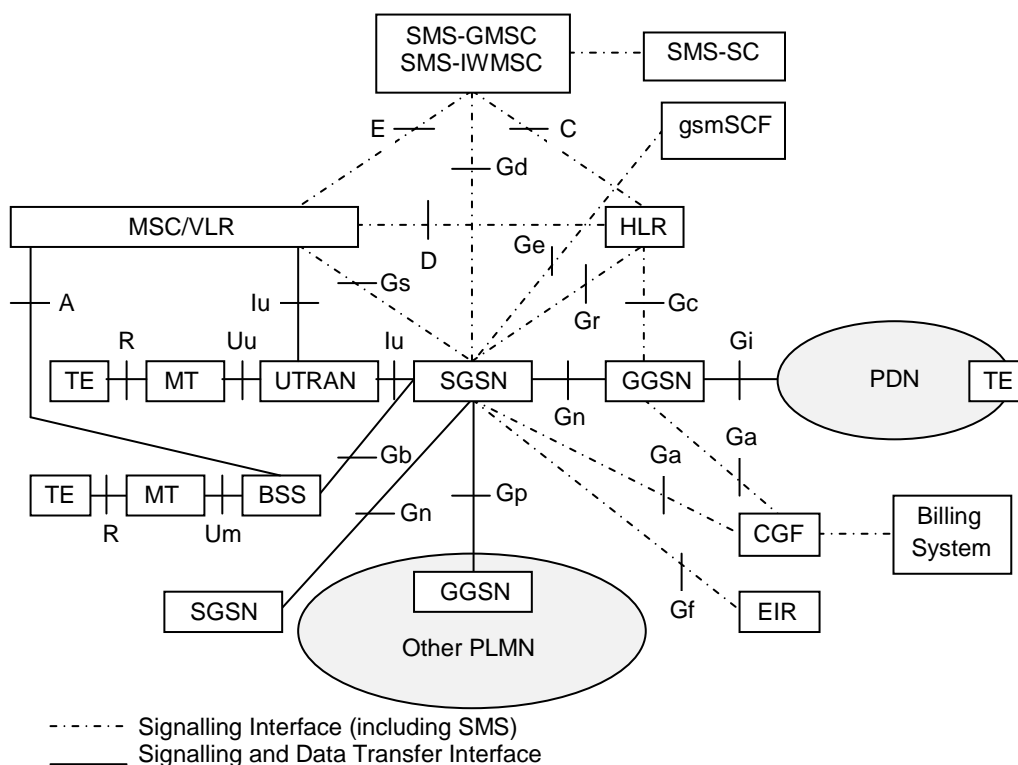 SMS-GMSC
SMS-IWMSC
SMS-SC
gsmSCF
E
C
Gd
MSC/VLR
HLR
D
Ge
Gs
A
Iu
Gr
Gc
R
Uu
Iu
Gi
TE
MT
UTRAN
SGSN
GGSN
PDN
TE
Gn
Gb
Ga
Ga
TE
MT
BSS
Gp
R
Um
Gn
CGF
Billing
System
SGSN
GGSN
Gf
EIR
Other PLMN
Signalling Interface (including SMS)
Signalling and Data Transfer Interface